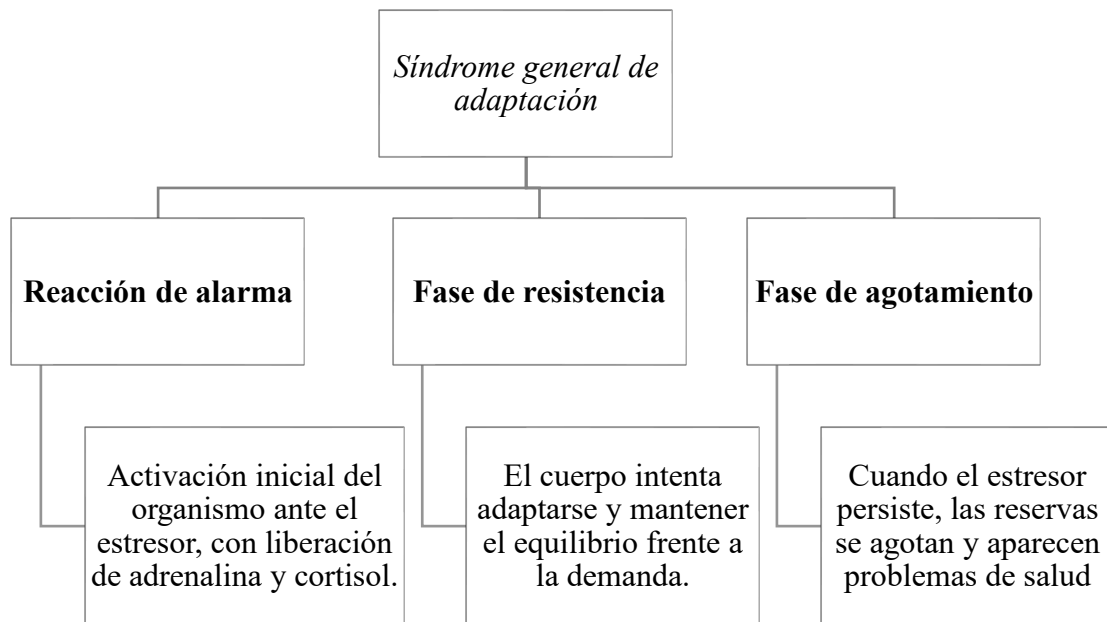 Síndrome general de
adaptación
Reacción de alarma
Fase de resistencia
Fase de agotamiento
Activación inicial del
organismo ante el
estresor, con liberación
de adrenalina y cortisol.
El cuerpo intenta
adaptarse y mantener
el equilibrio frente a
la demanda.
Cuando el estresor
persiste, las reservas
se agotan y aparecen
problemas de salud